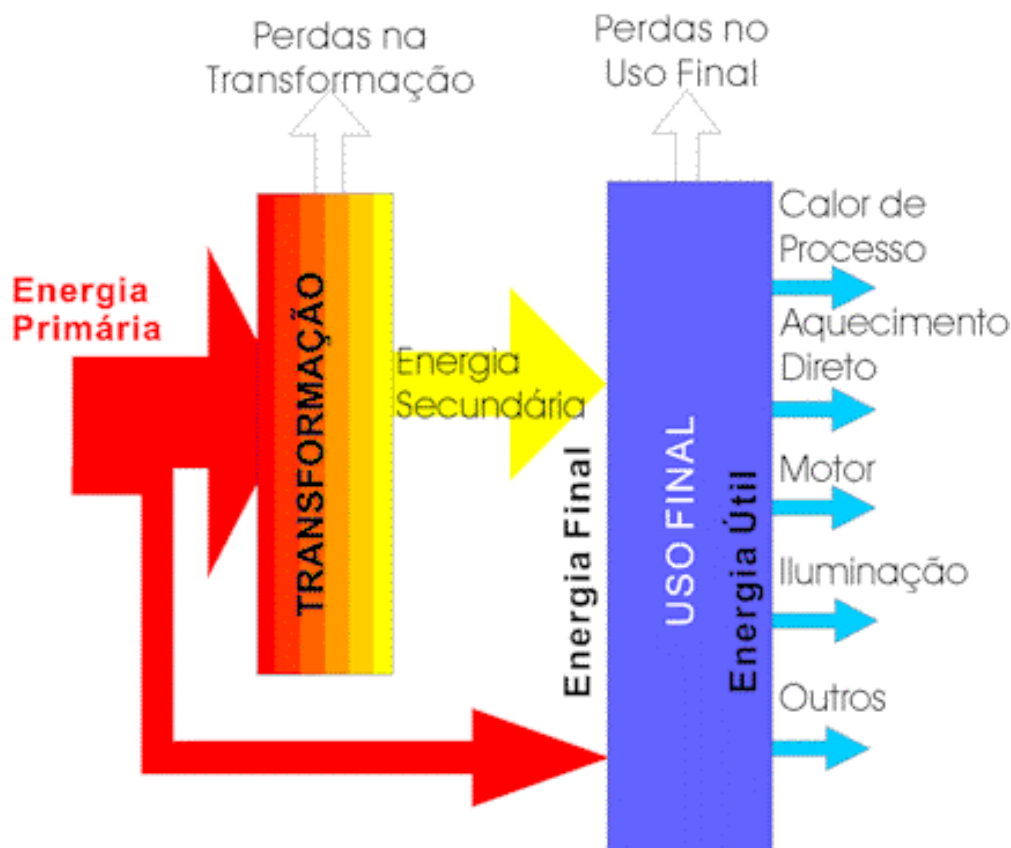 Perdas na
Transformação
Perdas no
Uso Final
Energia
Primária
TRANSFORMAÇÃO
Energia
Secundária
Energia Final
USO FINAL
Energia Útil
Calor de
Processo
Aquecimento
Direto
Motor
Iluminação
Outros